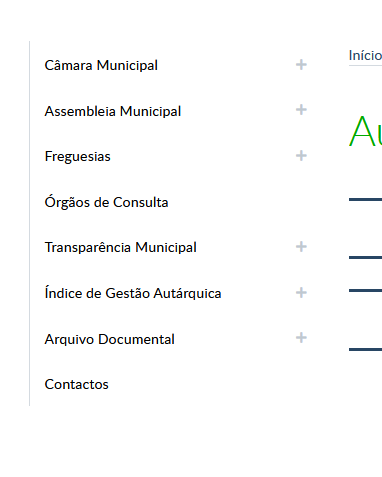 Câmara Municipal
Assembleia Municipal
Freguesias
Órgãos de Consulta
Transparência Municipal
Índice de Gestão Autárquica
Arquivo Documental
Contactos
Início